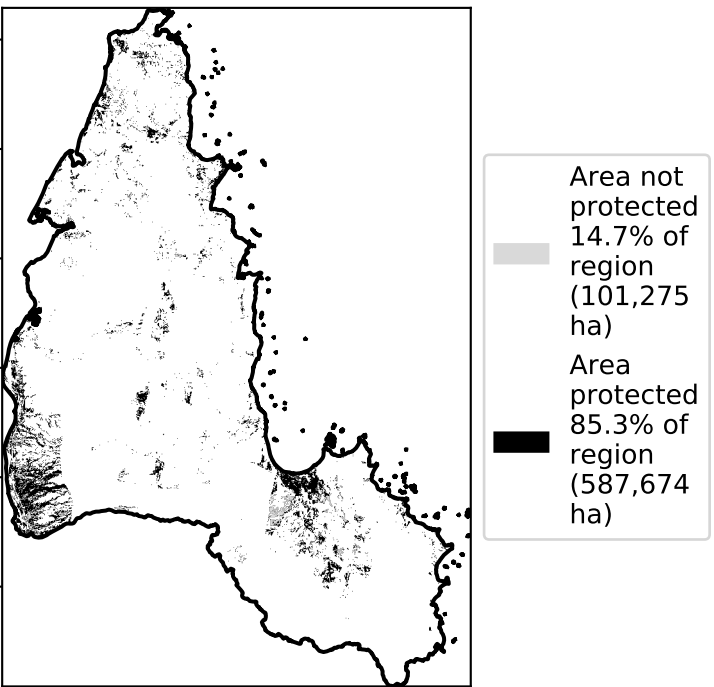 Area not
protected
14.7% of
region
(101,275
ha)
Area
protected
85.3% of
region
(587,674
ha)